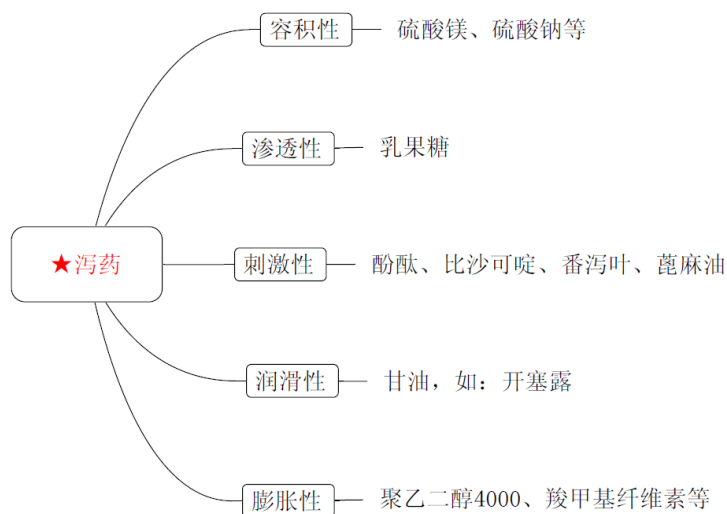 容积性
硫酸镁、硫酸钠等
渗透性
乳果糖
★泻药
刺激性
酚酞、比沙可啶、番泻叶、蓖麻油
润滑性
甘油，如：开塞露
膨胀性
聚乙二醇4000、羧甲基纤维素等